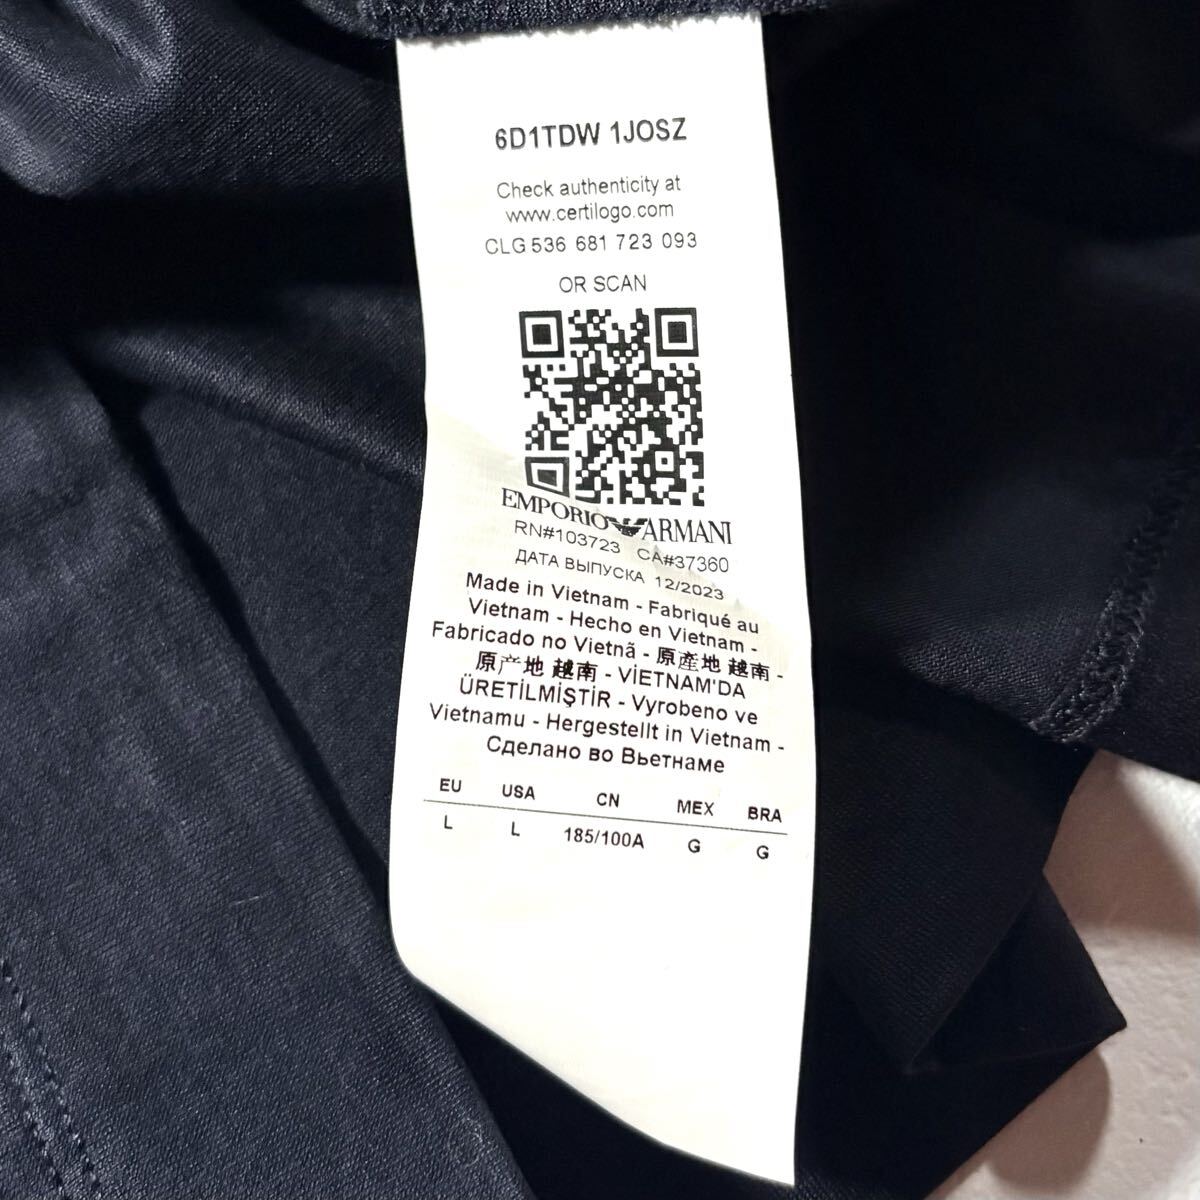 6D1TDW 1JOSZ
Check authenticity at
www.certilogo.com
CLG 536 681 723 093
OR SCAN
EMPORIO ARMANI
RN#103723 CA#37360
ДАТА ВЫПУСКА 12/2023
Made in Vietnam - Fabriqué au
Vietnam - Hecho en Vietnam -
Fabricado no Vietnã - 原產地 越南 -
原产地 越南 - VİETNAM'DA
ÜRETİLMİŞTİR - Vyrobeno ve
Vietnamu - Hergestellt in Vietnam -
Сделано во Вьетнаме
EU USA CN MEX BRA
L L 185/100A G G